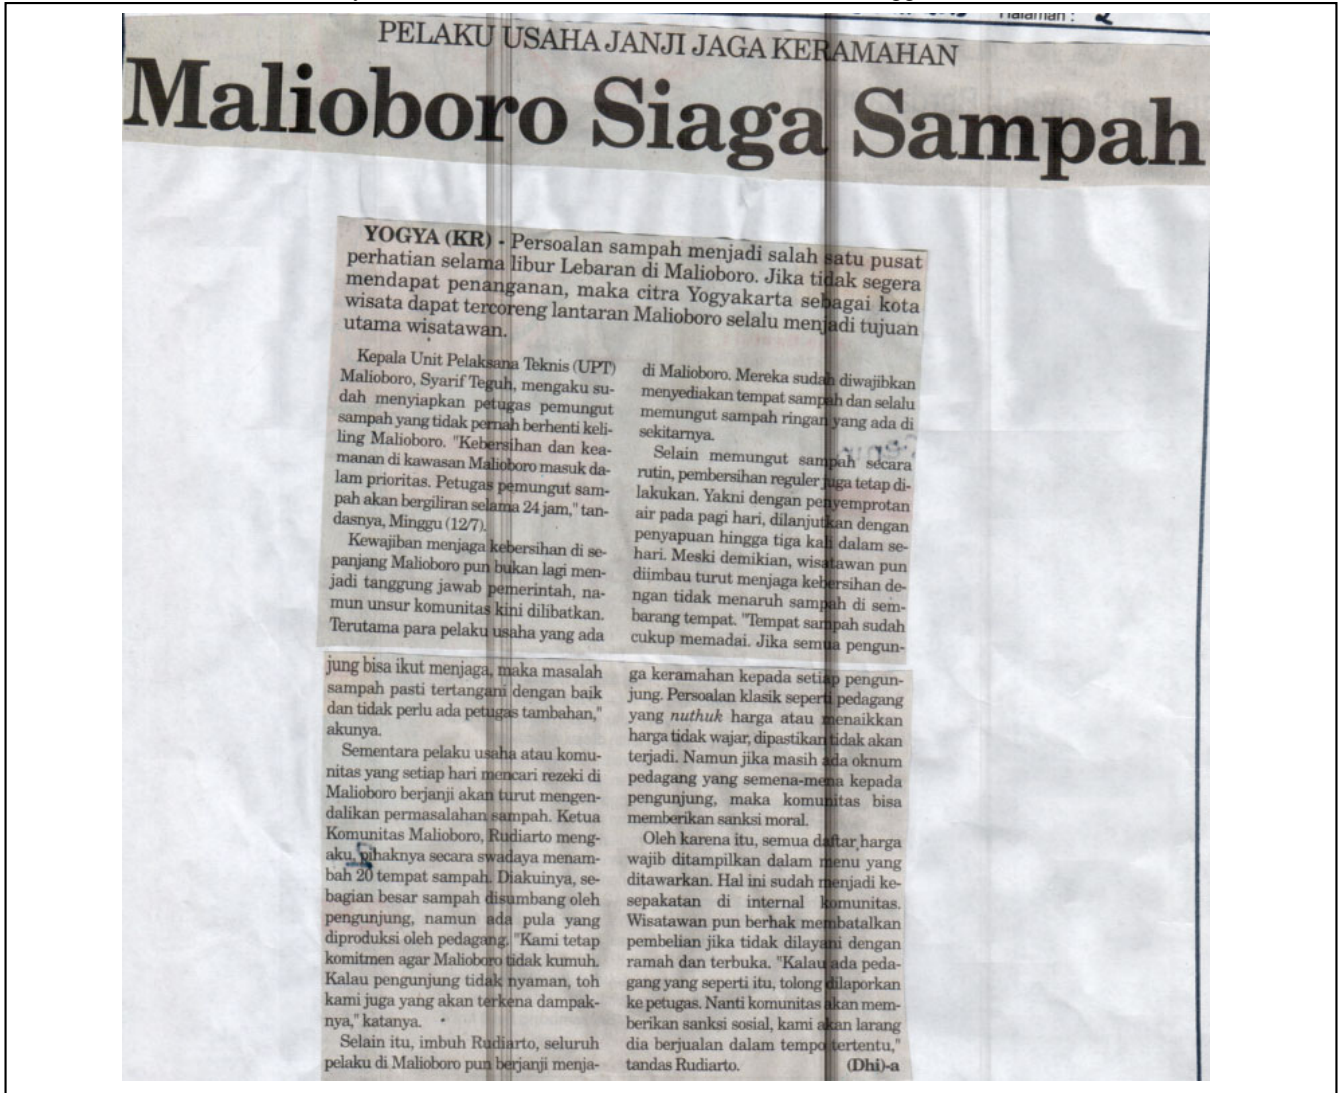 Halaman : 2
PELAKU USAHA JANJI JAGA KERAMAHAN
Malioboro Siaga Sampah
YOGYA (KR) - Persoalan sampah menjadi salah satu pusat
perhatian selama libur Lebaran di Malioboro. Jika tidak segera
mendapat penanganan, maka citra Yogyakarta sebagai kota
wisata dapat tercoreng lantaran Malioboro selalu menjadi tujuan
utama wisatawan.
Kepala Unit Pelaksana Teknis (UPT)
Malioboro, Syarif Teguh, mengaku su-
dah menyiapkan petugas pemungut
sampah yang tidak pernah berhenti keli-
ling Malioboro. "Kebersihan dan kea-
manan di kawasan Malioboro masuk da-
lam prioritas. Petugas pemungut sam-
pah akan bergiliran selama 24 jam," tan-
dasnya, Minggu (12/7).
Kewajiban menjaga kebersihan di se-
panjang Malioboro pun bukan lagi men-
jadi tanggung jawab pemerintah, na-
mun unsur komunitas kini dilibatkan.
Terutama para pelaku usaha yang ada
di Malioboro. Mereka sudah diwajibkan
menyediakan tempat sampah dan selalu
memungut sampah ringan yang ada di
sekitarnya.
Selain memungut sampah secara
rutin, pembersihan reguler juga tetap di-
lakukan. Yakni dengan penyemprotan
air pada pagi hari, dilanjutkan dengan
penyapuan hingga tiga kali dalam se-
hari. Meski demikian, wisatawan pun
diimbau turut menjaga kebersihan de-
ngan tidak menaruh sampah di sem-
barang tempat. "Tempat sampah sudah
cukup memadai. Jika semua pengun-
jung bisa ikut menjaga, maka masalah
sampah pasti tertangani dengan baik
dan tidak perlu ada petugas tambahan,"
akunya.
Sementara pelaku usaha atau komu-
nitas yang setiap hari mencari rezeki di
Malioboro berjanji akan turut mengen-
dalikan permasalahan sampah. Ketua
Komunitas Malioboro, Rudiarto meng-
aku, pihaknya secara swadaya menam-
bah 20 tempat sampah. Diakuinya, se-
bagian besar sampah disumbang oleh
pengunjung, namun ada pula yang
diproduksi oleh pedagang. "Kami tetap
komitmen agar Malioboro tidak kumuh.
Kalau pengunjung tidak nyaman, toh
kami juga yang akan terkena dampak-
nya," katanya.
Selain itu, imbuh Rudiarto, seluruh
pelaku di Malioboro pun berjanji menja-
ga keramahan kepada setiap pengun-
jung. Persoalan klasik seperti pedagang
yang nuthuk harga atau menaikkan
harga tidak wajar, dipastikan tidak akan
terjadi. Namun jika masih ada oknum
pedagang yang semena-mena kepada
pengunjung, maka komunitas bisa
memberikan sanksi moral.
Oleh karena itu, semua daftar harga
wajib ditampilkan dalam menu yang
ditawarkan. Hal ini sudah menjadi ke-
sepakatan di internal komunitas.
Wisatawan pun berhak membatalkan
pembelian jika tidak dilayani dengan
ramah dan terbuka. "Kalau ada peda-
gang yang seperti itu, tolong dilaporkan
ke petugas. Nanti komunitas akan mem-
berikan sanksi sosial, kami akan larang
dia berjualan dalam tempo tertentu,"
tandas Rudiarto. (Dhi)-a